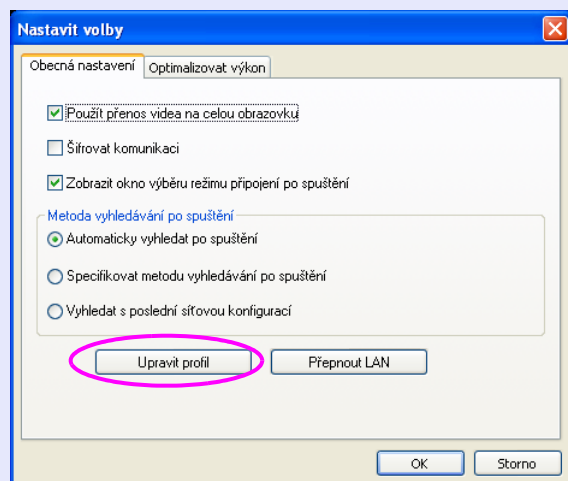 Nastavit volby
Obecná nastavení
Optimalizovat výkon
Použít přenos videa na celou obrazovku
Šifrovat komunikaci
Zobrazit okno výběru režimu připojení po spuštění
Metoda vyhledávání po spuštění
Automaticky vyhledat po spuštění
Specifikovat metodu vyhledávání po spuštění
Vyhledat s poslední síťovou konfigurací
Upravit profil
Přepnout LAN
OK
Storno